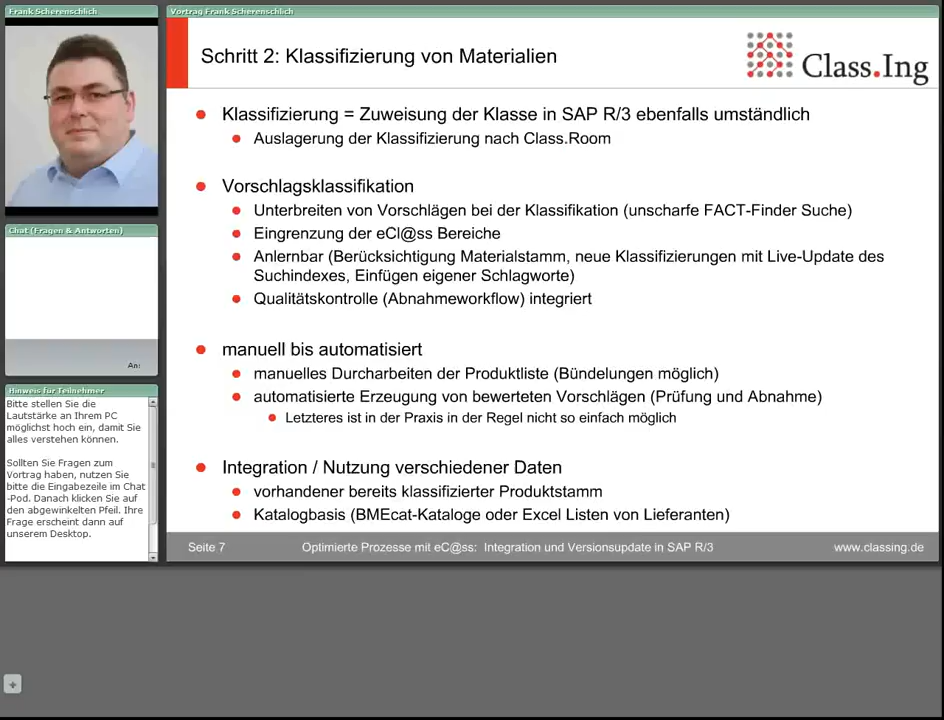 Frank Scherenschlich
Vortrag Frank Scherenschlich
Schritt 2: Klassifizierung von Materialien
Class.Ing
Klassifizierung = Zuweisung der Klasse in SAP R/3 ebenfalls umständlich
Auslagerung der Klassifizierung nach Class.Room
Vorschlagsklassifikation
Unterbreiten von Vorschlägen bei der Klassifikation (unscharfe FACT-Finder Suche)
Eingrenzung der eCl@ss Bereiche
Anlernbar (Berücksichtigung Materialstamm, neue Klassifizierungen mit Live-Update des
Suchindexes, Einfügen eigener Schlagworte)
Qualitätskontrolle (Abnahmeworkflow) integriert
manuell bis automatisiert
manuelles Durcharbeiten der Produktliste (Bündelungen möglich)
automatisierte Erzeugung von bewerteten Vorschlägen (Prüfung und Abnahme)
Letzteres ist in der Praxis in der Regel nicht so einfach möglich
Integration / Nutzung verschiedener Daten
vorhandener bereits klassifizierter Produktstamm
Katalogbasis (BMEcat-Kataloge oder Excel Listen von Lieferanten)
Seite 7
Optimierte Prozesse mit eC@ss: Integration und Versionsupdate in SAP R/3
www.classing.de
Chat (Fragen & Antworten)
An:
Hinweis für Teilnehmer
Bitte stellen Sie die
Lautstärke an Ihrem PC
möglichst hoch ein, damit Sie
alles verstehen können.
Sollten Sie Fragen zum
Vortrag haben, nutzen Sie
bitte die Eingabezeile im Chat
-Pod. Danach klicken Sie auf
den abgewinkelten Pfeil. Ihre
Frage erscheint dann auf
unserem Desktop.